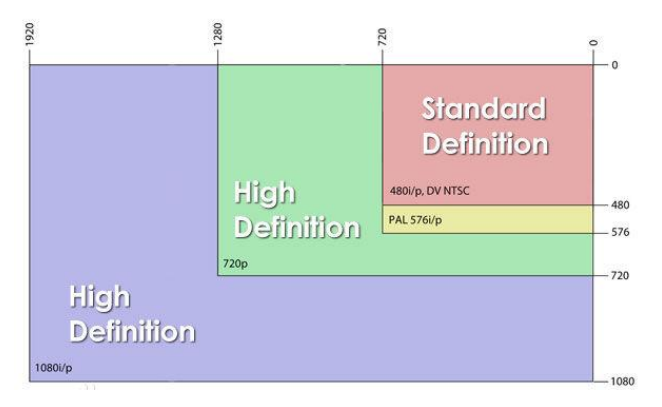 1920
1280
720
0
0
Standard
Definition
480i/p, DV NTSC
480
High
Definition
PAL 576i/p
576
720p
720
High
Definition
1080i/p
1080